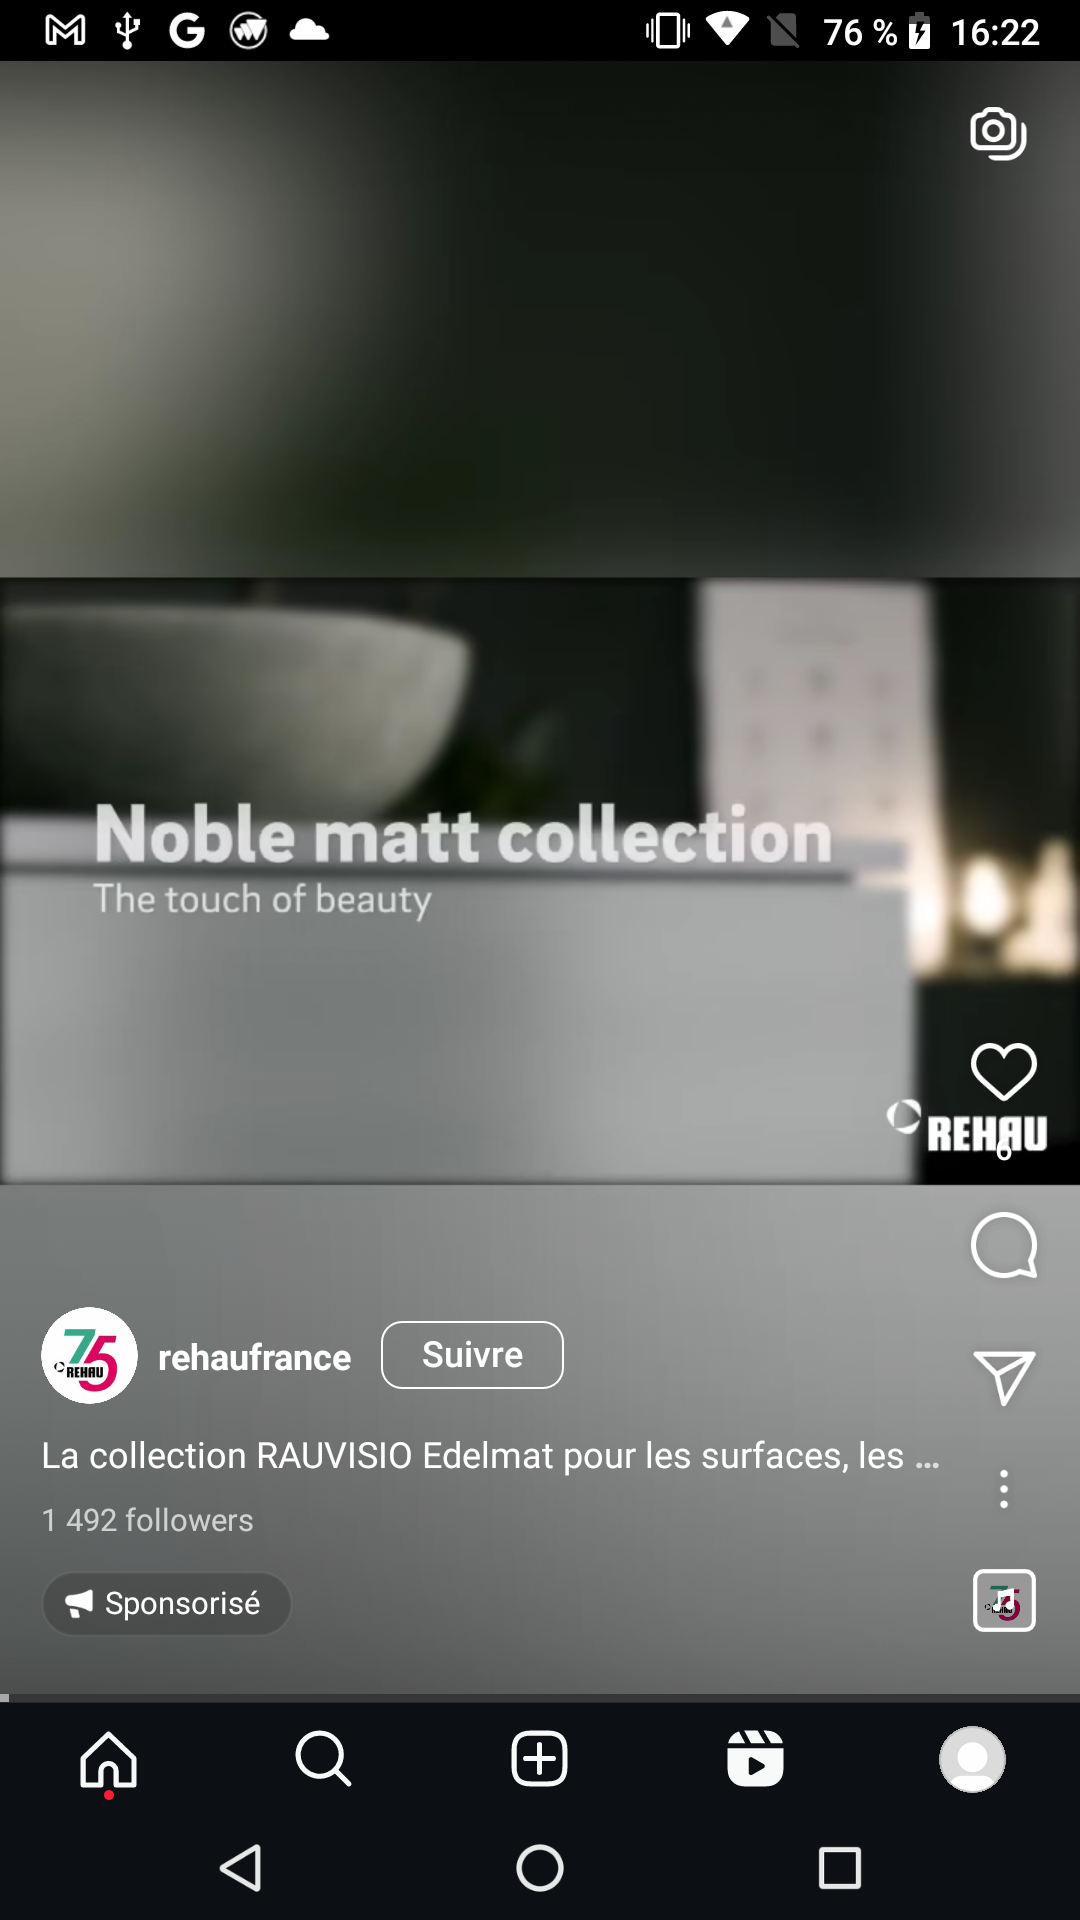 76 % 16:22
Noble matt collection
The touch of beauty
REHAU
6
75
REHAU
rehaufrance
Suivre
La collection RAUVISIO Edelmat pour les surfaces, les ...
1 492 followers
Sponsorisé
75